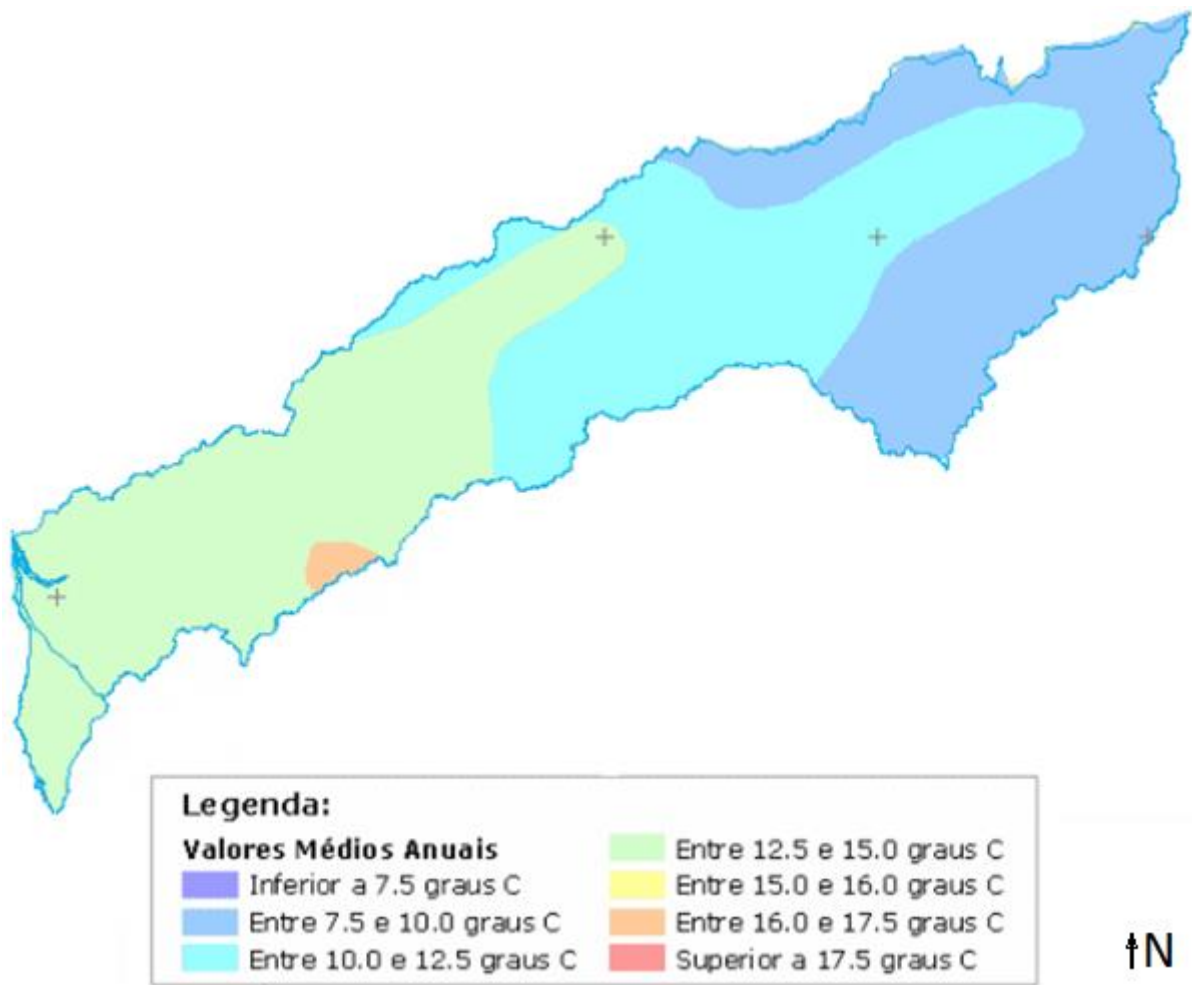 Legenda:
Valores Médios Anuais
Inferior a 7.5 graus C
Entre 7.5 e 10.0 graus C
Entre 10.0 e 12.5 graus C
Entre 12.5 e 15.0 graus C
Entre 15.0 e 16.0 graus C
Entre 16.0 e 17.5 graus C
Superior a 17.5 graus C
N